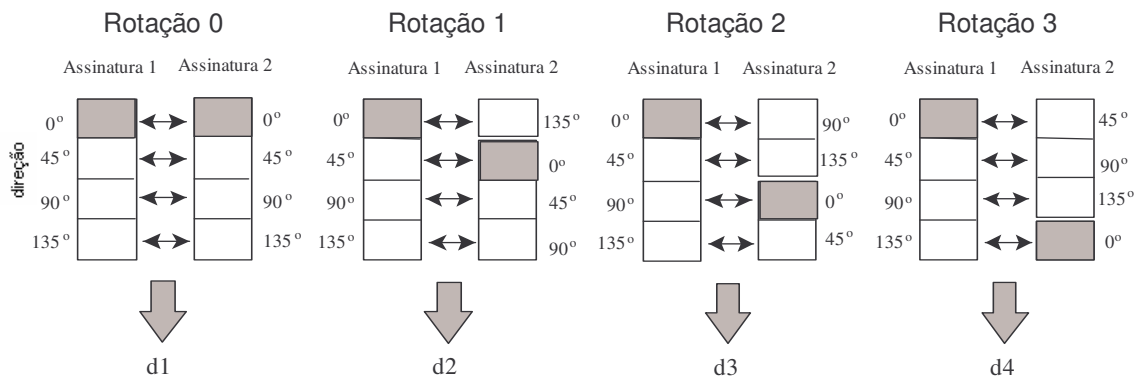 Rotação 0
Assinatura 1 Assinatura 2
direção
0º 0º
45º 45º
90º 90º
135º 135º
d1
Rotação 1
Assinatura 1 Assinatura 2
0º 135º
45º 0º
90º 45º
135º 90º
d2
Rotação 2
Assinatura 1 Assinatura 2
0º 90º
45º 135º
90º 0º
135º 45º
d3
Rotação 3
Assinatura 1 Assinatura 2
0º 45º
45º 90º
90º 135º
135º 0º
d4